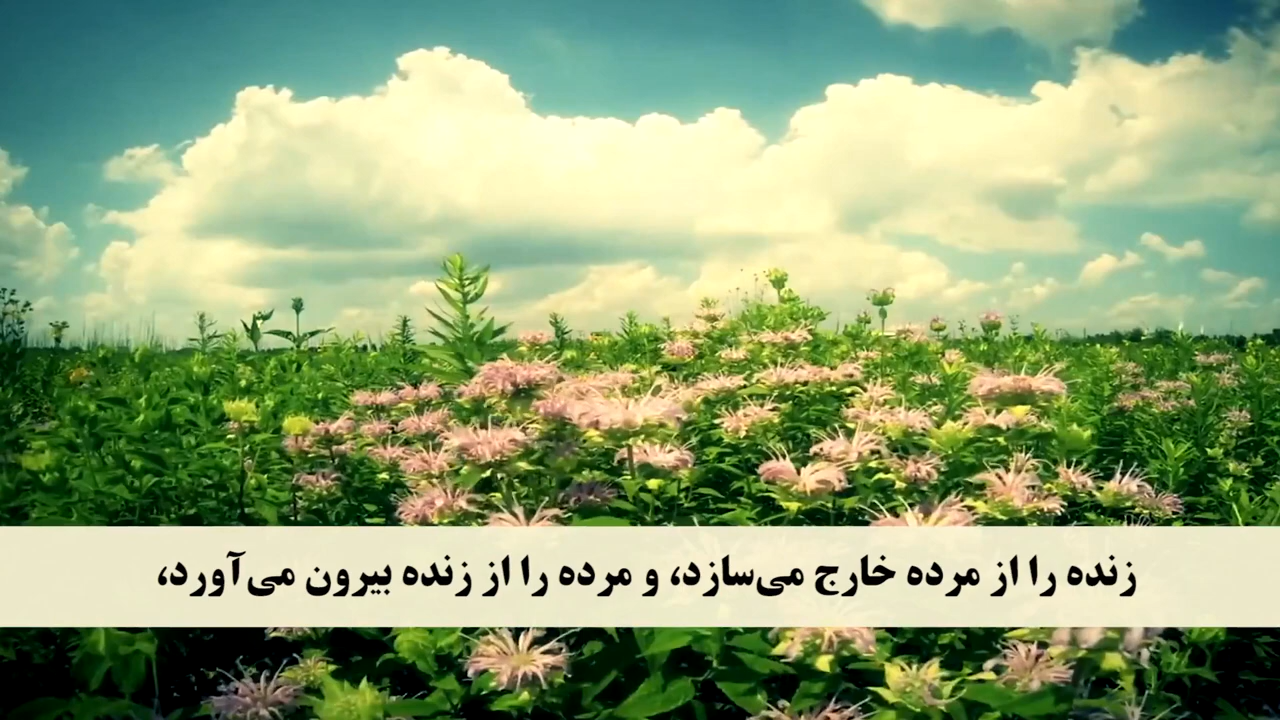 زنده را از مرده خارج می‌سازد، و مرده را از زنده بیرون می‌آورد،